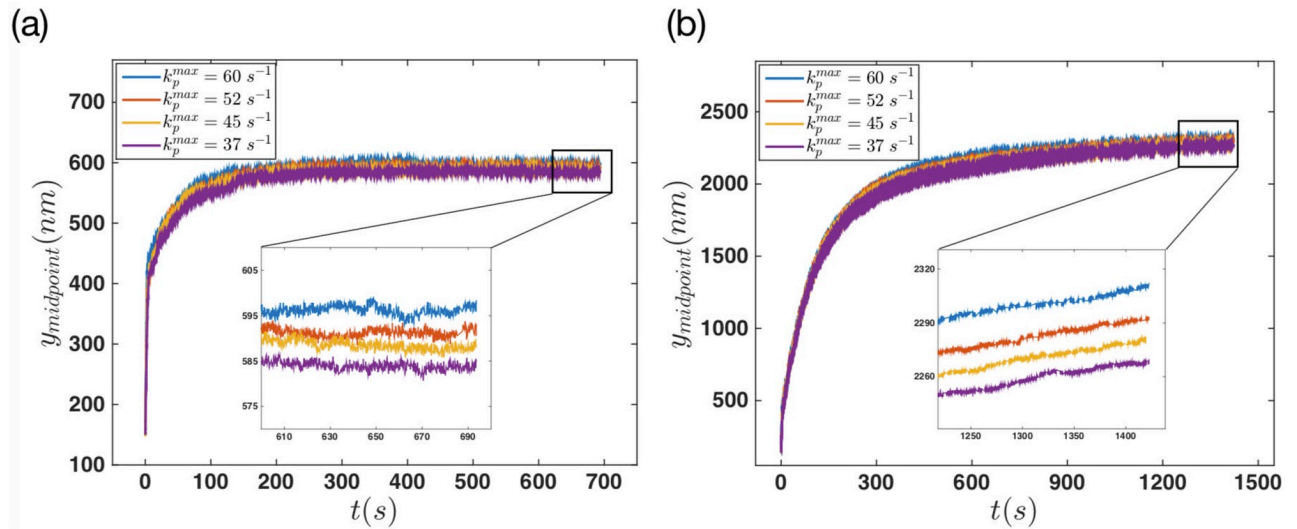 (a)
k_p^{max} = 60 s^{-1}
k_p^{max} = 52 s^{-1}
k_p^{max} = 45 s^{-1}
k_p^{max} = 37 s^{-1}
y_{midpoint}(nm)
700
600
500
400
300
200
100
605
595
585
575
610 630 650 670 690
0 100 200 300 400 500 600 700
t(s)
(b)
k_p^{max} = 60 s^{-1}
k_p^{max} = 52 s^{-1}
k_p^{max} = 45 s^{-1}
k_p^{max} = 37 s^{-1}
y_{midpoint}(nm)
2500
2000
1500
1000
500
2320
2290
2260
1250 1300 1350 1400
0 300 600 900 1200 1500
t(s)